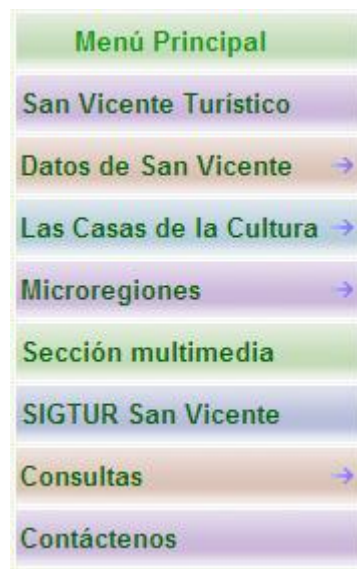 Menú Principal
San Vicente Turístico
Datos de San Vicente
Las Casas de la Cultura
Microregiones
Sección multimedia
SIGTUR San Vicente
Consultas
Contáctenos